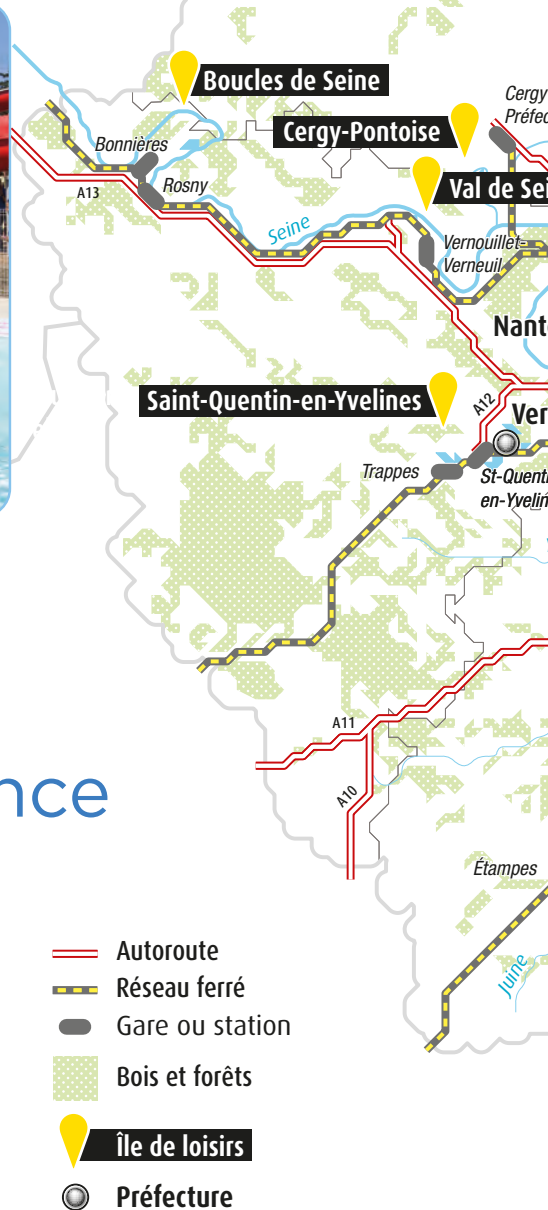 Boucles de Seine
Cergy-
Préfec
Cergy-Pontoise
Bonnières
A13
Rosny
Val de Sei
Seine
Vernouillet-
Verneuil
Nant
Saint-Quentin-en-Yvelines
A12
Ver
Trappes
St-Quenti
en-Yvelin
A11
nce
A10
Étampes
Juine
Autoroute
Réseau ferré
Gare ou station
Bois et forêts
Île de loisirs
Préfecture